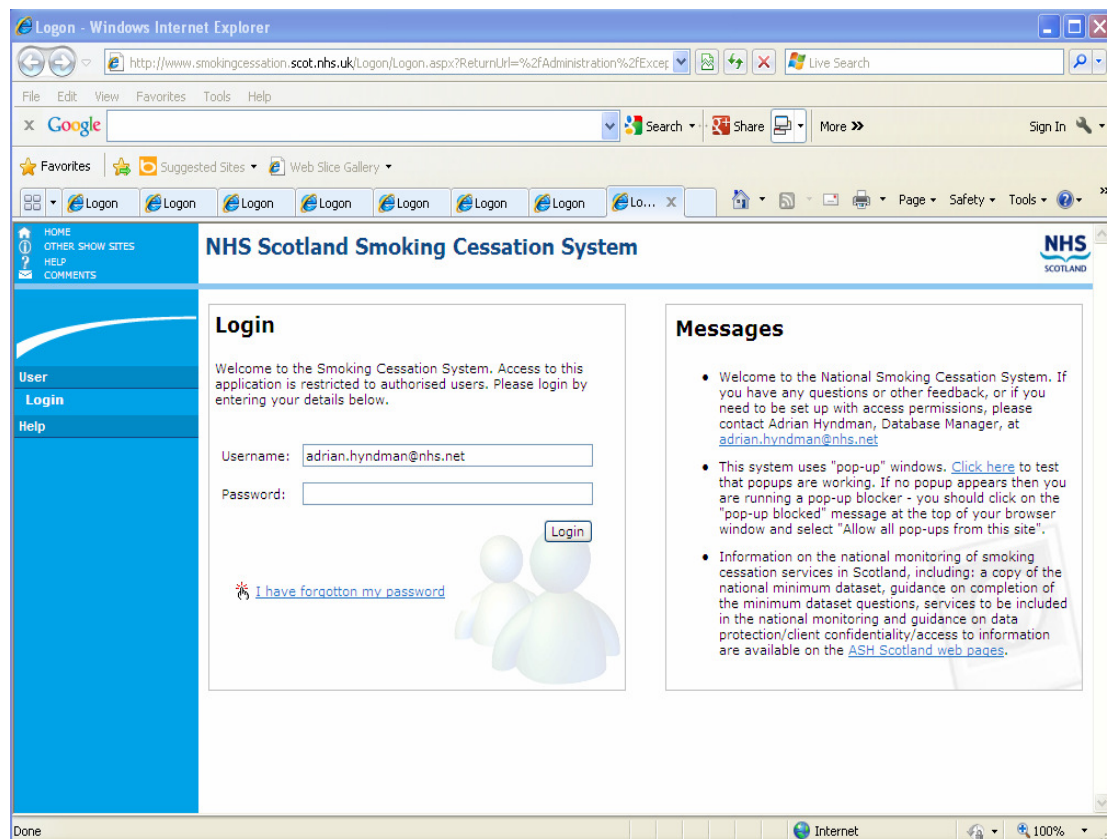 Logon - Windows Internet Explorer
http://www.smokingcessation.scot.nhs.uk/Logon/Logon.aspx?ReturnUrl=%2fAdministration%2fExcep
Live Search
File Edit View Favorites Tools Help
x Google Search Share More » Sign In
Favorites Suggested Sites Web Slice Gallery
Logon Logon Logon Logon Logon Logon Logon Lo... X Page Safety Tools »
HOME
OTHER SHOW SITES
HELP
COMMENTS
NHS Scotland Smoking Cessation System
NHS
SCOTLAND
User
Login
Help
Login
Welcome to the Smoking Cessation System. Access to this
application is restricted to authorised users. Please login by
entering your details below.
Username: adrian.hyndman@nhs.net
Password:
Login
I have forgotton my password
Messages
• Welcome to the National Smoking Cessation System. If
you have any questions or other feedback, or if you
need to be set up with access permissions, please
contact Adrian Hyndman, Database Manager, at
adrian.hyndman@nhs.net
• This system uses "pop-up" windows. Click here to test
that popups are working. If no popup appears then you
are running a pop-up blocker - you should click on the
"pop-up blocked" message at the top of your browser
window and select "Allow all pop-ups from this site".
• Information on the national monitoring of smoking
cessation services in Scotland, including: a copy of the
national minimum dataset, guidance on completion of
the minimum dataset questions, services to be included
in the national monitoring and guidance on data
protection/client confidentiality/access to information
are available on the ASH Scotland web pages.
Done Internet 100%